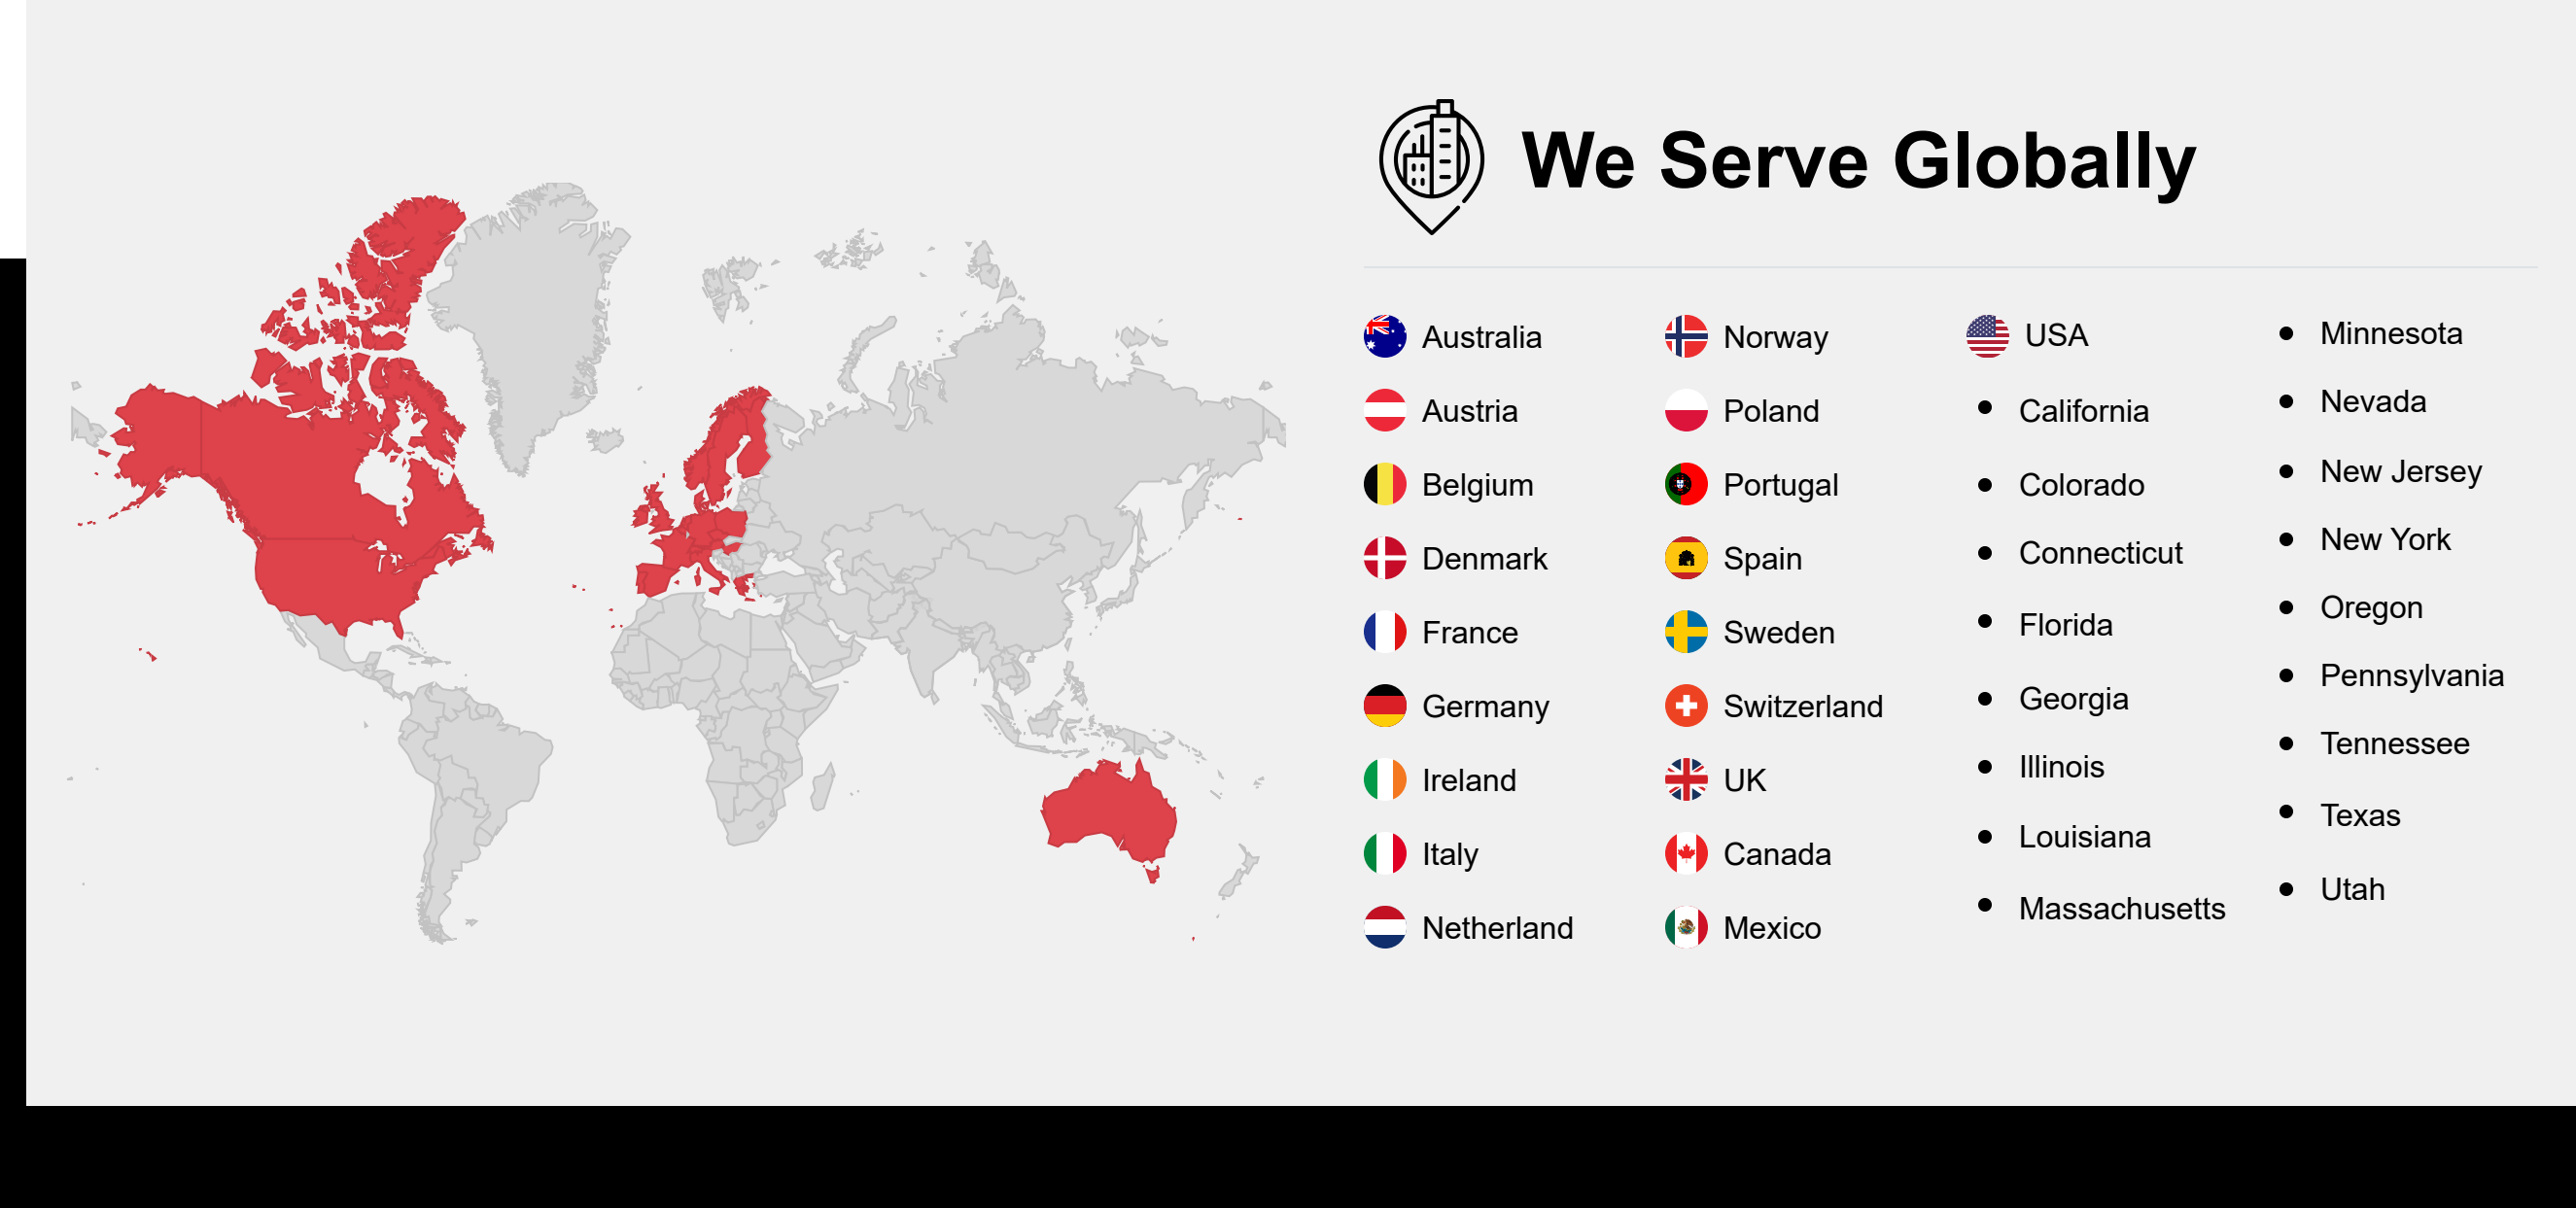 We Serve Globally
Australia
Austria
Belgium
Denmark
France
Germany
Ireland
Italy
Netherland
Norway
Poland
Portugal
Spain
Sweden
Switzerland
UK
Canada
Mexico
USA
California
Colorado
Connecticut
Florida
Georgia
Illinois
Louisiana
Massachusetts
Minnesota
Nevada
New Jersey
New York
Oregon
Pennsylvania
Tennessee
Texas
Utah